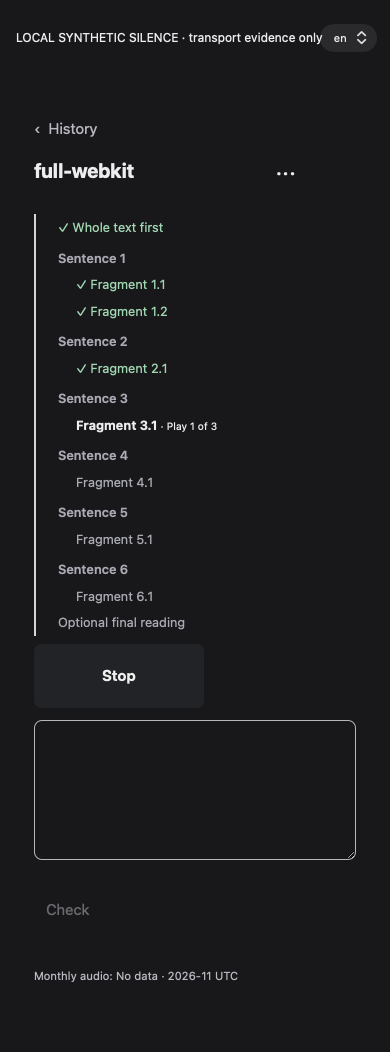 LOCAL SYNTHETIC SILENCE · transport evidence only
en
‹ History
full-webkit
...
✓ Whole text first
Sentence 1
✓ Fragment 1.1
✓ Fragment 1.2
Sentence 2
✓ Fragment 2.1
Sentence 3
Fragment 3.1 · Play 1 of 3
Sentence 4
Fragment 4.1
Sentence 5
Fragment 5.1
Sentence 6
Fragment 6.1
Optional final reading
Stop
Check
Monthly audio: No data · 2026-11 UTC